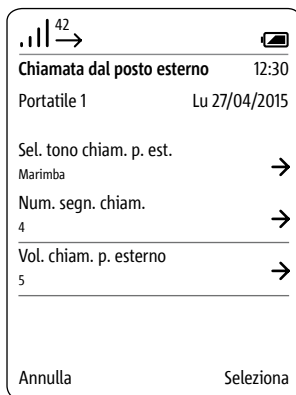 42
Chiamata dal posto esterno 12:30
Portatile 1 Lu 27/04/2015
Sel. tono chiam. p. est.
Marimba
Num. segn. chiam.
4
Vol. chiam. p. esterno
5
Annulla Seleziona